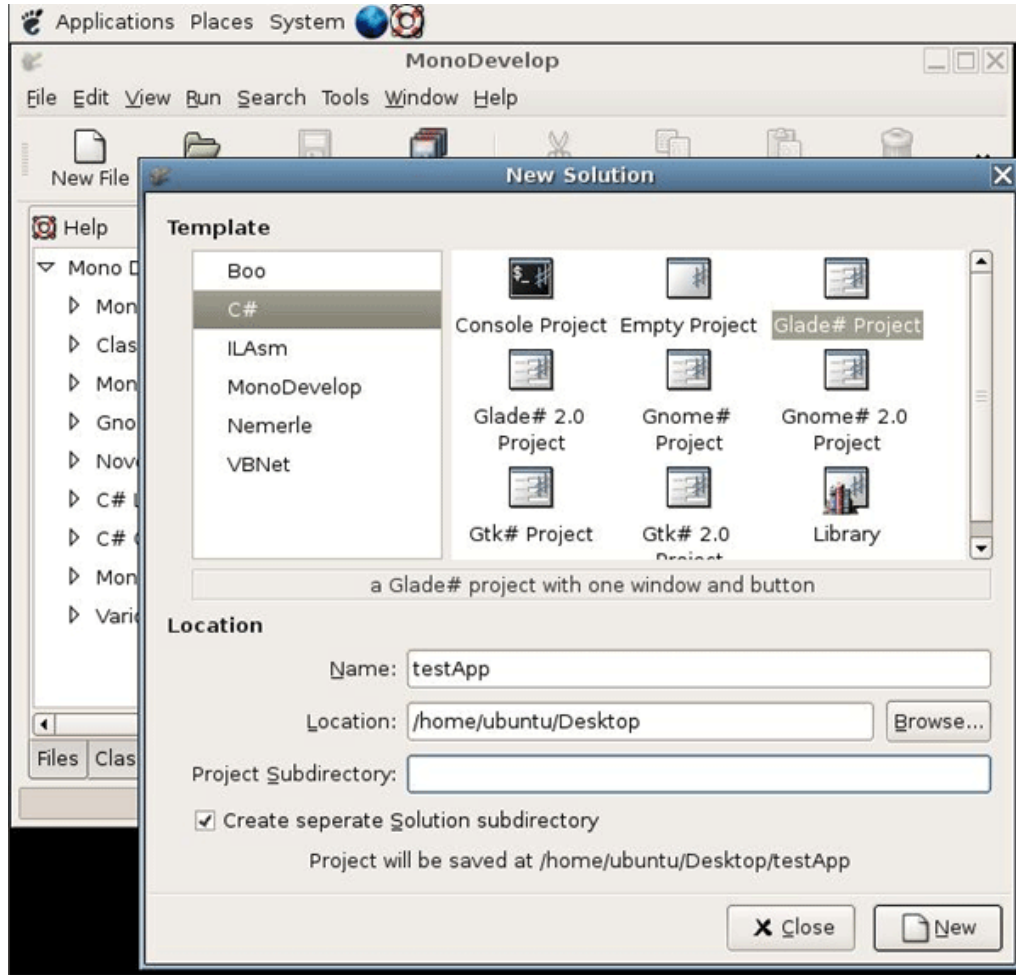 Applications Places System
MonoDevelop
File Edit View Run Search Tools Window Help
New File
New Solution
Help
Template
Mono D
Mon
Clas
Mon
Gno
Nov
C# L
C#
Mon
Vario
Boo
C#
ILAsm
MonoDevelop
Nemerle
VBNet
$_
Console Project Empty Project Glade# Project
Glade# 2.0 Project
Gnome# Project
Gnome# 2.0 Project
Gtk# Project
Gtk# 2.0 Project
Library
a Glade# project with one window and button
Location
Name: testApp
Location: /home/ubuntu/Desktop Browse...
Files Clas
Project Subdirectory:
Create seperate Solution subdirectory
Project will be saved at /home/ubuntu/Desktop/testApp
Close New